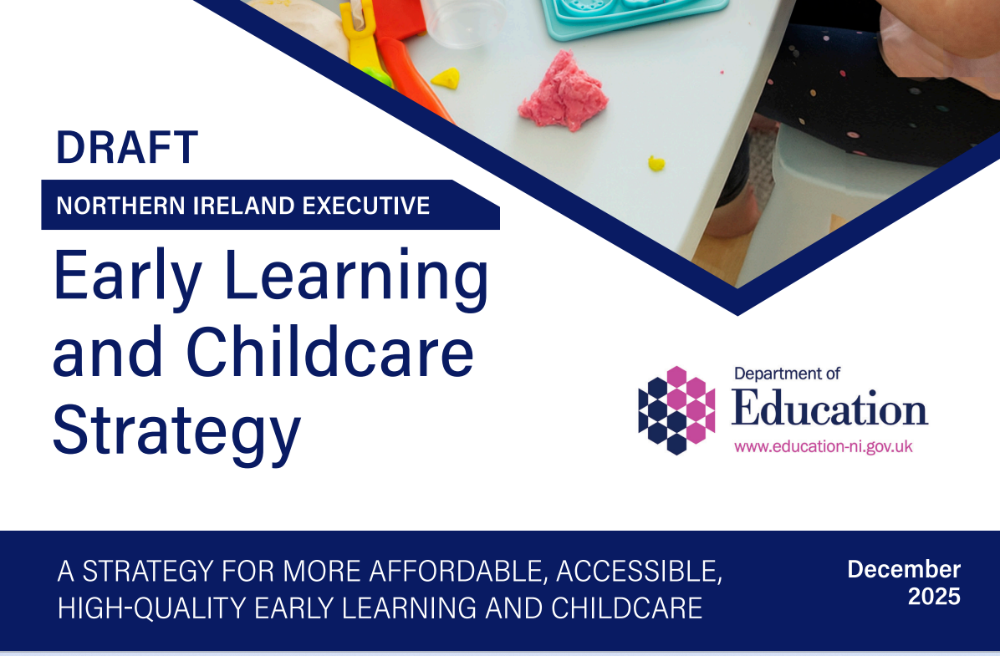 DRAFT
NORTHERN IRELAND EXECUTIVE
Early Learning
and Childcare
Strategy
Department of
Education
www.education-ni.gov.uk
A STRATEGY FOR MORE AFFORDABLE, ACCESSIBLE,
HIGH-QUALITY EARLY LEARNING AND CHILDCARE
December
2025